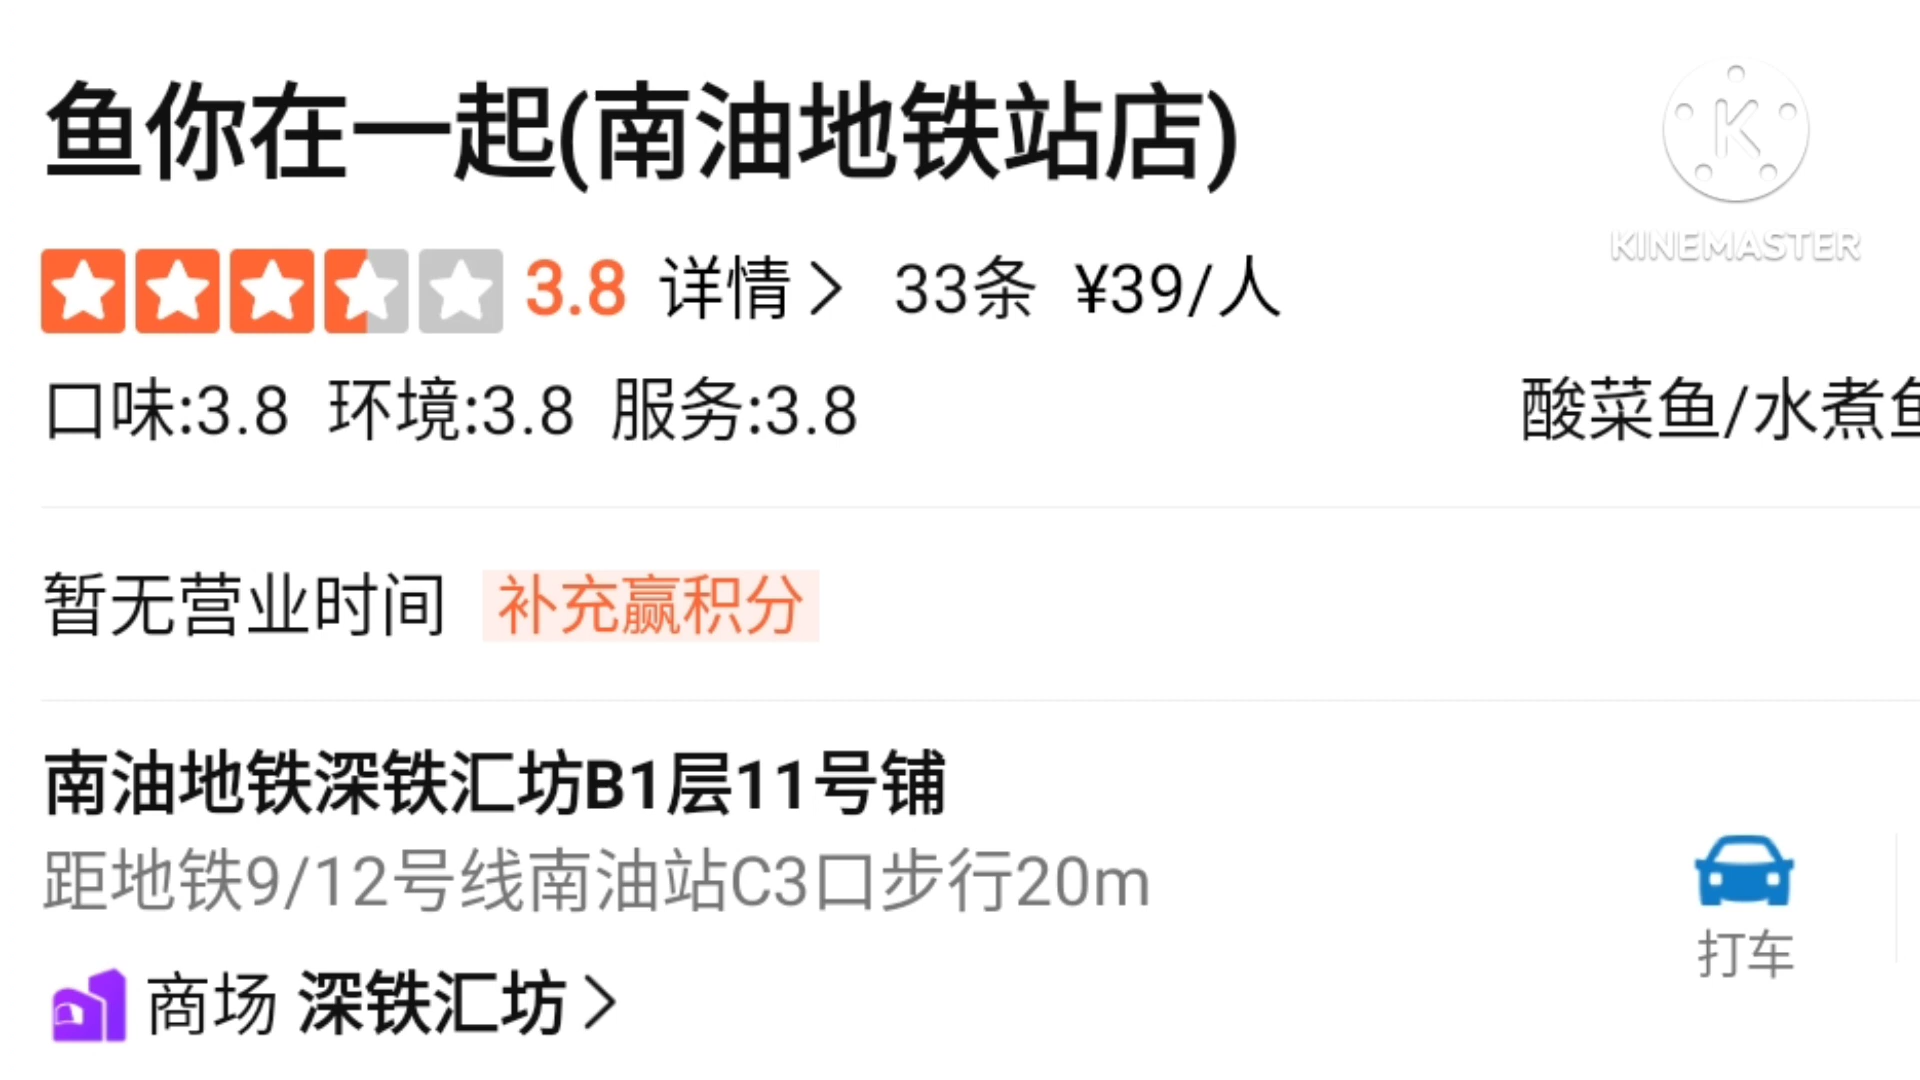 鱼你在一起(南油地铁站店)
K
KINEMASTER
3.8 详情 33条 ¥39/人
口味:3.8 环境:3.8 服务:3.8
酸菜鱼/水煮鱼
暂无营业时间 补充赢积分
南油地铁深铁汇坊B1层11号铺
距地铁9/12号线南油站C3口步行20m
打车
商场 深铁汇坊